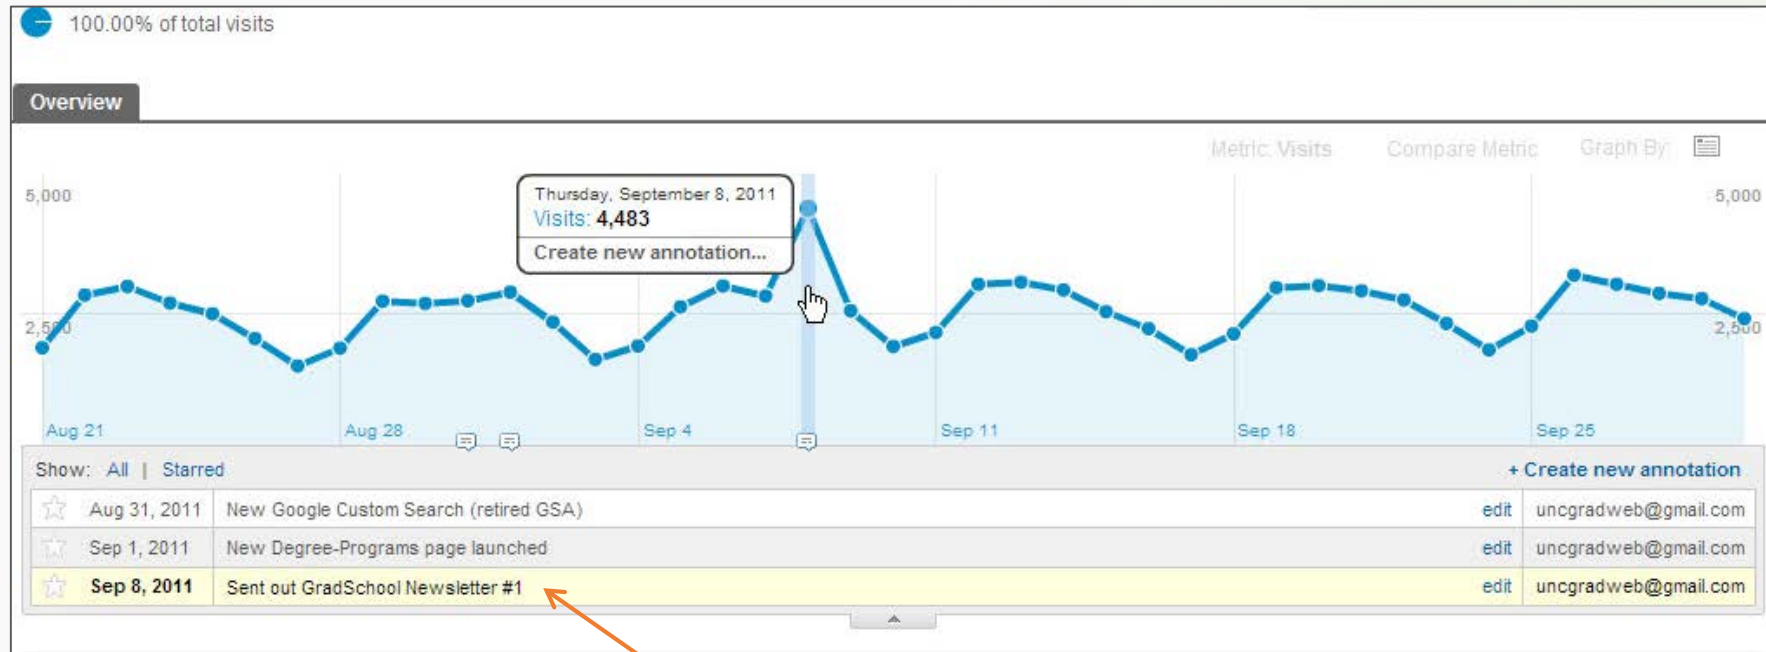 100.00% of total visits
Overview
Metric: Visits Compare Metric Graph By:
5,000 5,000
Thursday, September 8, 2011
Visits: 4,483
Create new annotation...
2,500 2,500
Aug 21 Aug 28 Sep 4 Sep 11 Sep 18 Sep 25
Show: All | Starred + Create new annotation
Aug 31, 2011 New Google Custom Search (retired GSA) edit uncgradweb@gmail.com
Sep 1, 2011 New Degree-Programs page launched edit uncgradweb@gmail.com
Sep 8, 2011 Sent out GradSchool Newsletter #1 edit uncgradweb@gmail.com